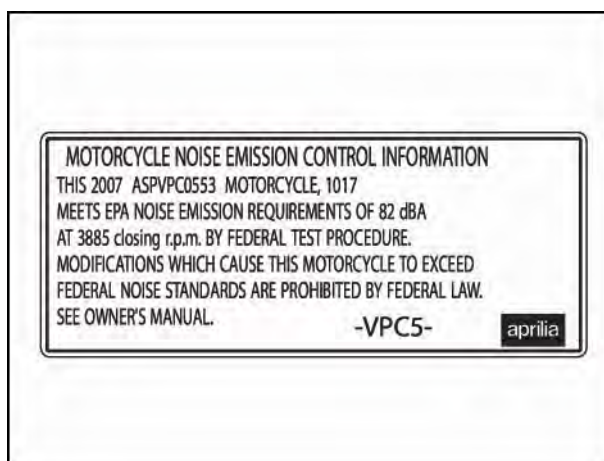 MOTORCYCLE NOISE EMISSION CONTROL INFORMATION
THIS 2007 ASPVPC0553 MOTORCYCLE, 1017
MEETS EPA NOISE EMISSION REQUIREMENTS OF 82 dBA
AT 3885 closing r.p.m. BY FEDERAL TEST PROCEDURE.
MODIFICATIONS WHICH CAUSE THIS MOTORCYCLE TO EXCEED
FEDERAL NOISE STANDARDS ARE PROHIBITED BY FEDERAL LAW.
SEE OWNER'S MANUAL.
-VPC5-
aprilia